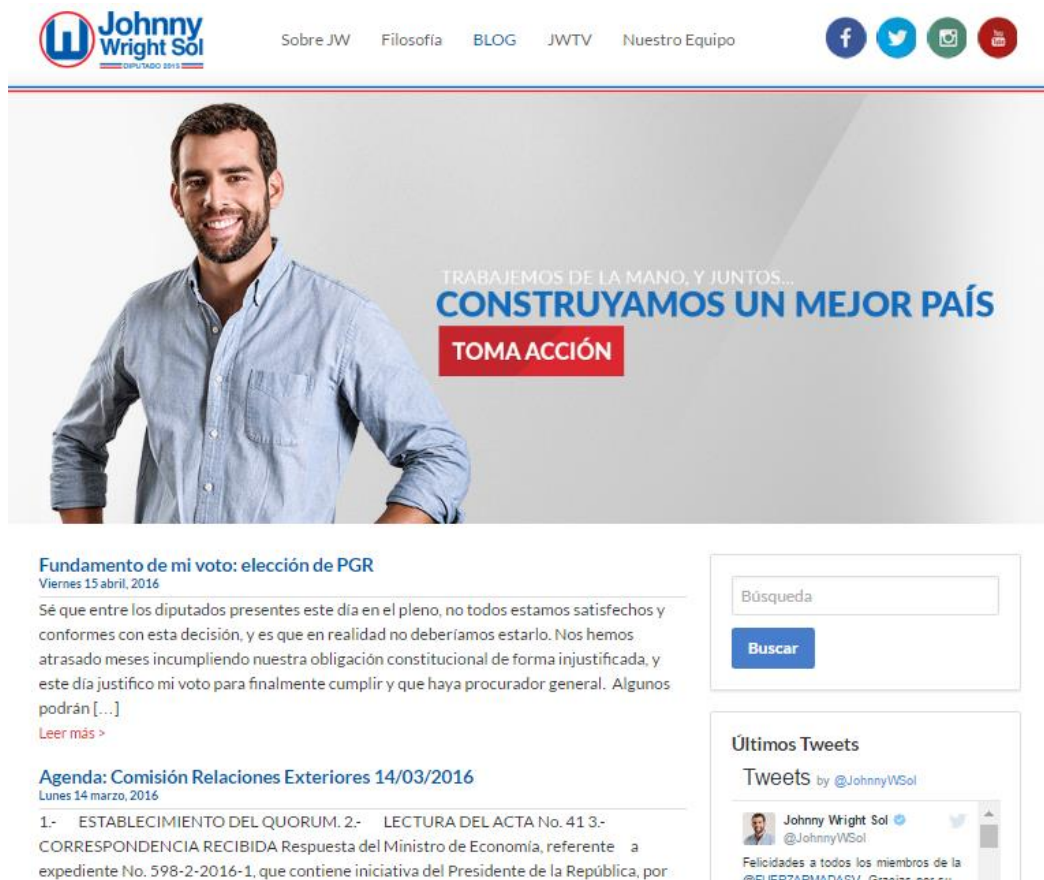 Johnny
Wright Sol
DIPUTADO 2015
Sobre JW Filosofía BLOG JWTV Nuestro Equipo
You Tube
TRABAJEMOS DE LA MANO, Y JUNTOS...
CONSTRUYAMOS UN MEJOR PAÍS
TOMA ACCIÓN
Fundamento de mi voto: elección de PGR
Viernes 15 abril, 2016
Sé que entre los diputados presentes este día en el pleno, no todos estamos satisfechos y
conformes con esta decisión, y es que en realidad no deberíamos estarlo. Nos hemos
atrasado meses incumpliendo nuestra obligación constitucional de forma injustificada, y
este día justifico mi voto para finalmente cumplir y que haya procurador general. Algunos
podrán […]
Leer más >
Agenda: Comisión Relaciones Exteriores 14/03/2016
Lunes 14 marzo, 2016
1.- ESTABLECIMIENTO DEL QUORUM. 2.- LECTURA DEL ACTA No. 41 3.-
CORRESPONDENCIA RECIBIDA Respuesta del Ministro de Economía, referente a
expediente No. 598-2-2016-1, que contiene iniciativa del Presidente de la República, por
Búsqueda
Buscar
Últimos Tweets
Tweets by @JohnnyWSol
Johnny Wright Sol
@JohnnyWSol
Felicidades a todos los miembros de la
@FUERZARMADASV. Gracias por su